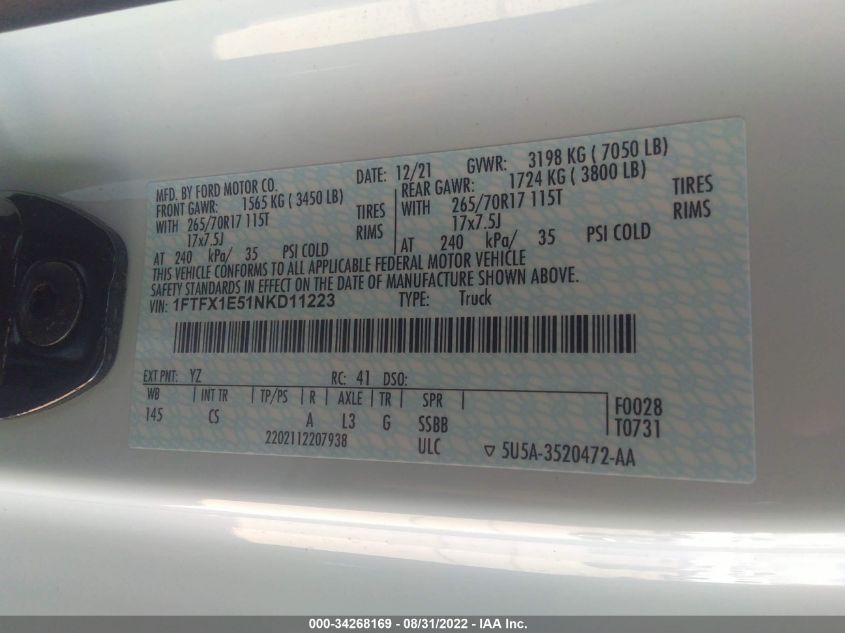 MFD. BY FORD MOTOR CO.
DATE: 12/21 GVWR: 3198 KG ( 7050 LB)
FRONT GAWR: 1565 KG ( 3450 LB) REAR GAWR: 1724 KG ( 3800 LB)
WITH 265/70R17 115T TIRES WITH 265/70R17 115T TIRES
17x7.5J RIMS 17x7.5J RIMS
AT 240 kPa/ 35 PSI COLD AT 240 kPa/ 35 PSI COLD
THIS VEHICLE CONFORMS TO ALL APPLICABLE FEDERAL MOTOR VEHICLE
SAFETY STANDARDS IN EFFECT ON THE DATE OF MANUFACTURE SHOWN ABOVE.
VIN: 1FTFX1E51NKD11223 TYPE: Truck
EXT PNT: YZ RC: 41 DSO:
WB INT TR TP/PS R AXLE TR SPR
145 CS A L3 G SSBB F0028
2202112207938 ULC T0731
5U5A-3520472-AA
000-34268169 - 08/31/2022 - IAA Inc.